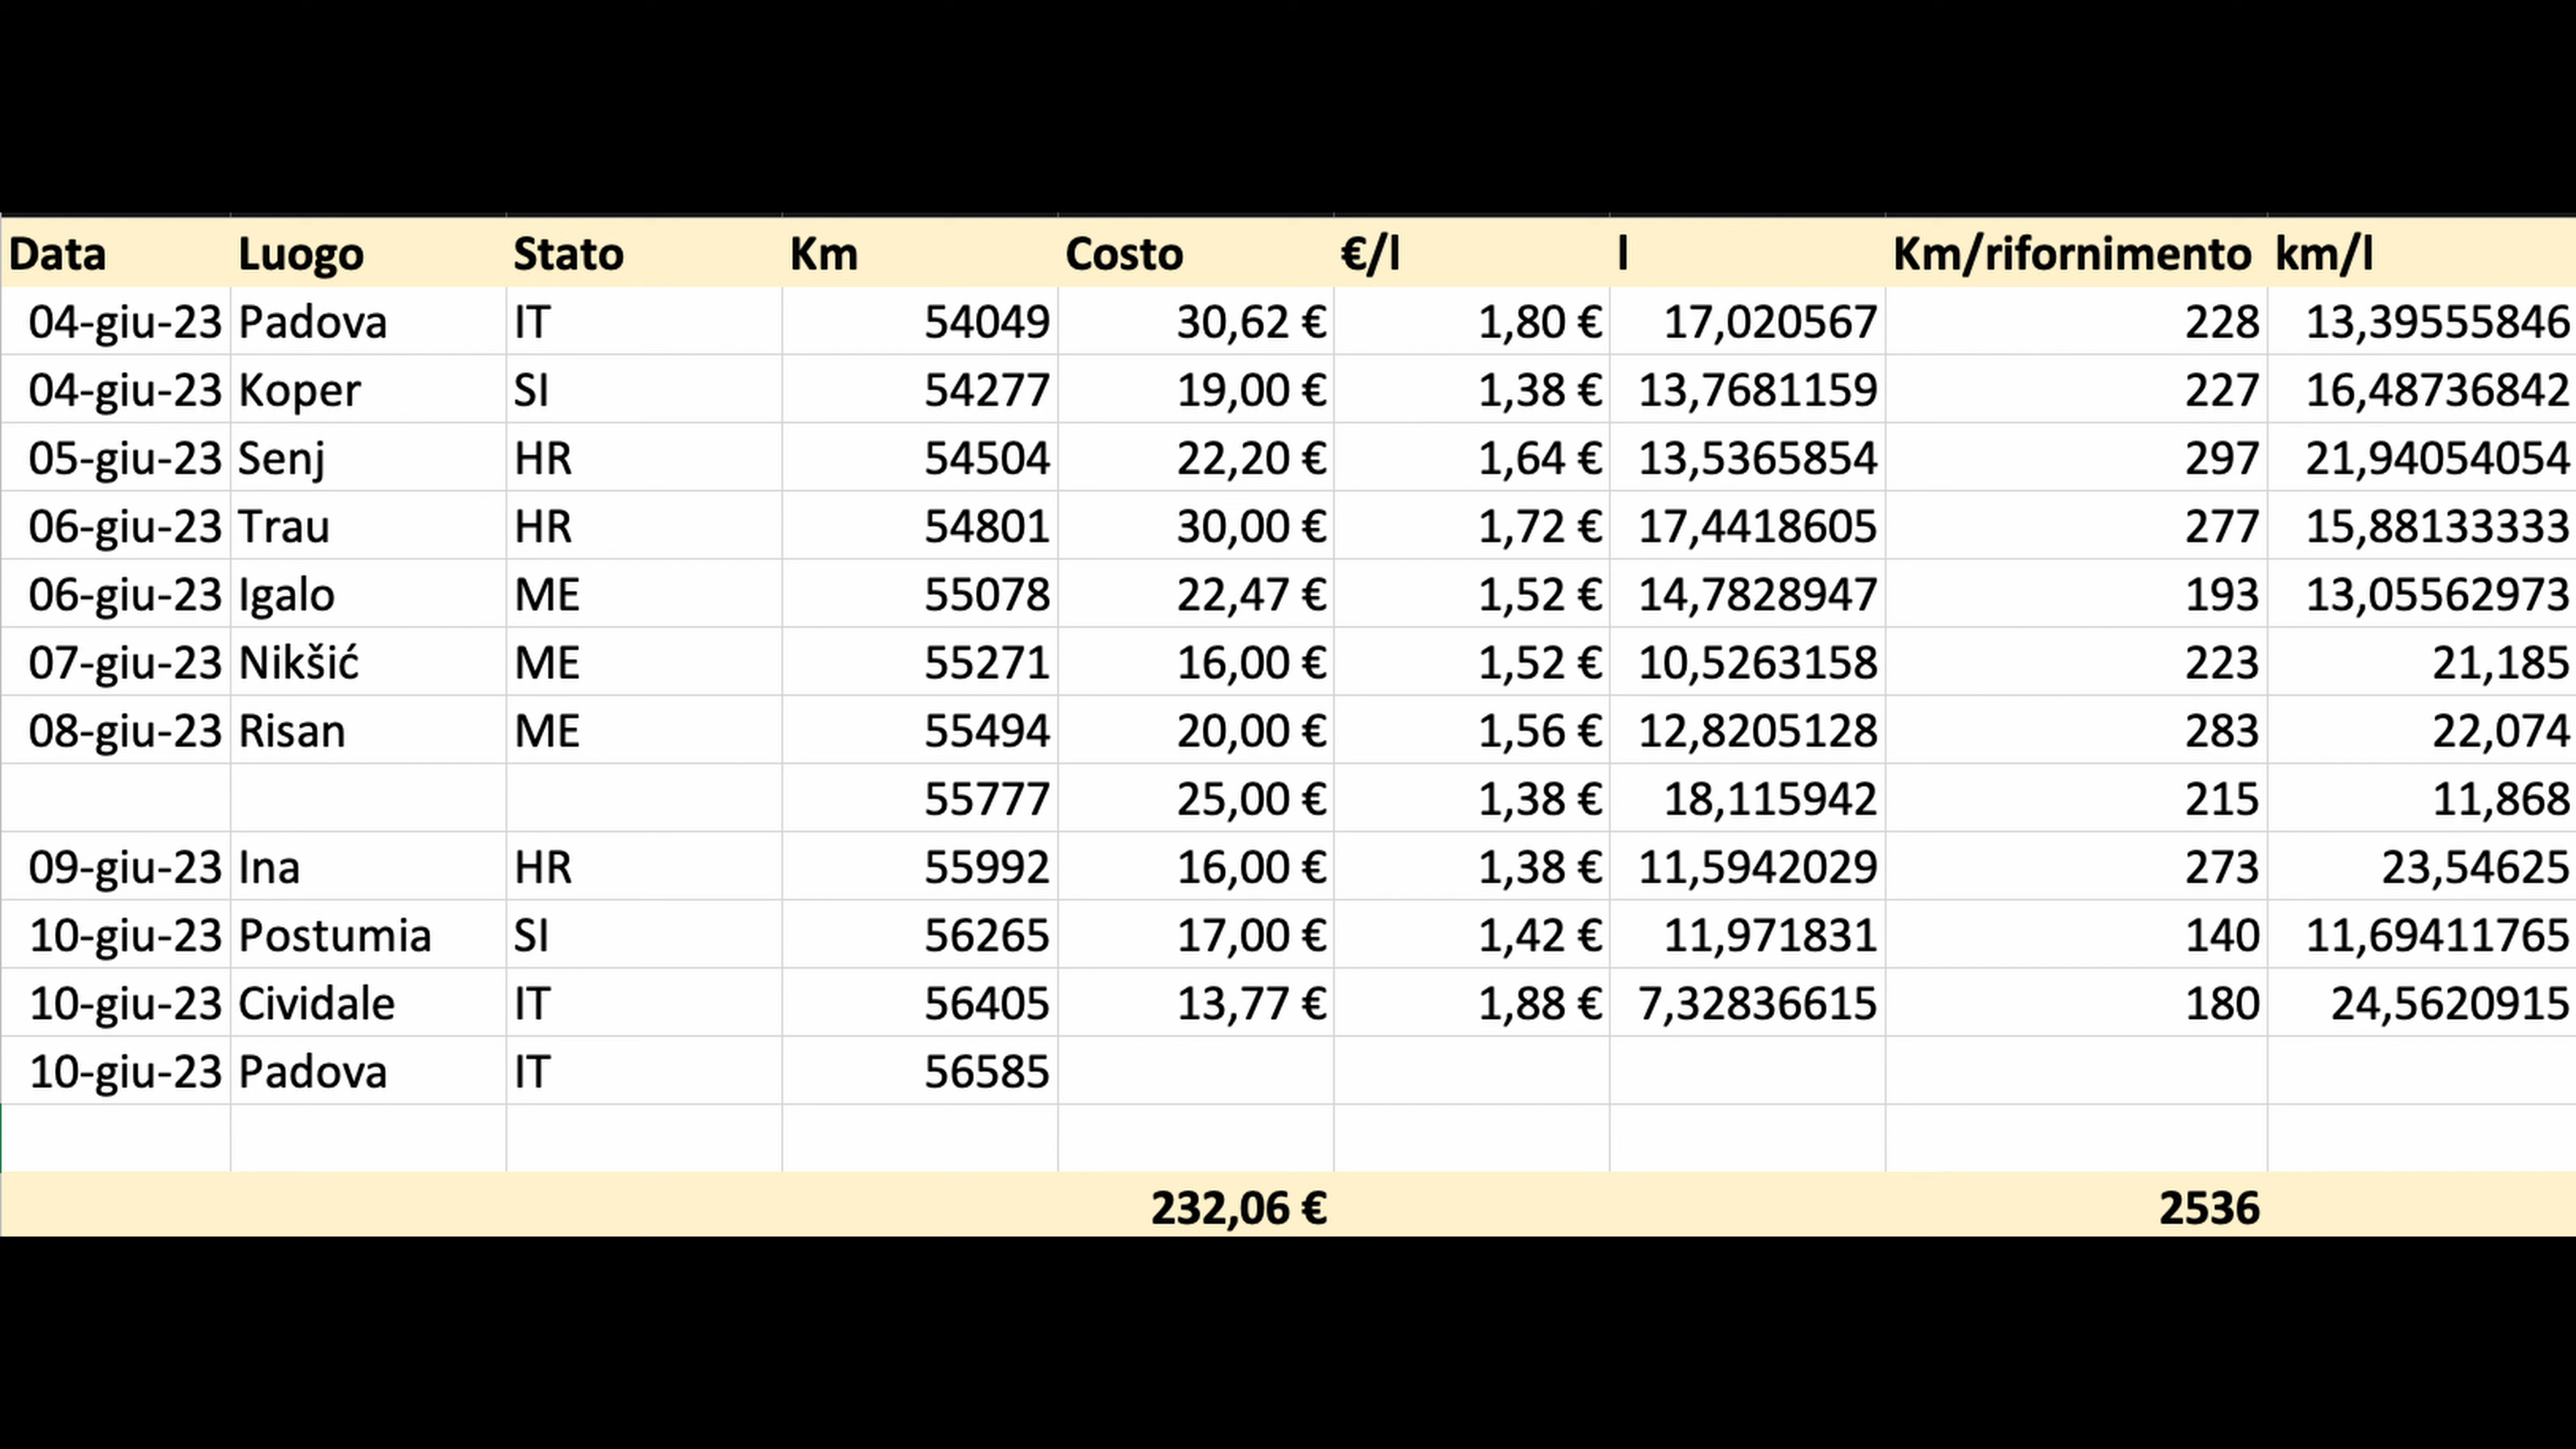 Data Luogo Stato Km Costo €/l l Km/rifornimento km/l
04-giu-23 Padova IT 54049 30,62 € 1,80 € 17,020567 228 13,39555846
04-giu-23 Koper SI 54277 19,00 € 1,38 € 13,7681159 227 16,48736842
05-giu-23 Senj HR 54504 22,20 € 1,64 € 13,5365854 297 21,94054054
06-giu-23 Trau HR 54801 30,00 € 1,72 € 17,4418605 277 15,88133333
06-giu-23 Igalo ME 55078 22,47 € 1,52 € 14,7828947 193 13,05562973
07-giu-23 Nikšić ME 55271 16,00 € 1,52 € 10,5263158 223 21,185
08-giu-23 Risan ME 55494 20,00 € 1,56 € 12,8205128 283 22,074
55777 25,00 € 1,38 € 18,115942 215 11,868
09-giu-23 Ina HR 55992 16,00 € 1,38 € 11,5942029 273 23,54625
10-giu-23 Postumia SI 56265 17,00 € 1,42 € 11,971831 140 11,69411765
10-giu-23 Cividale IT 56405 13,77 € 1,88 € 7,32836615 180 24,5620915
10-giu-23 Padova IT 56585
232,06 € 2536